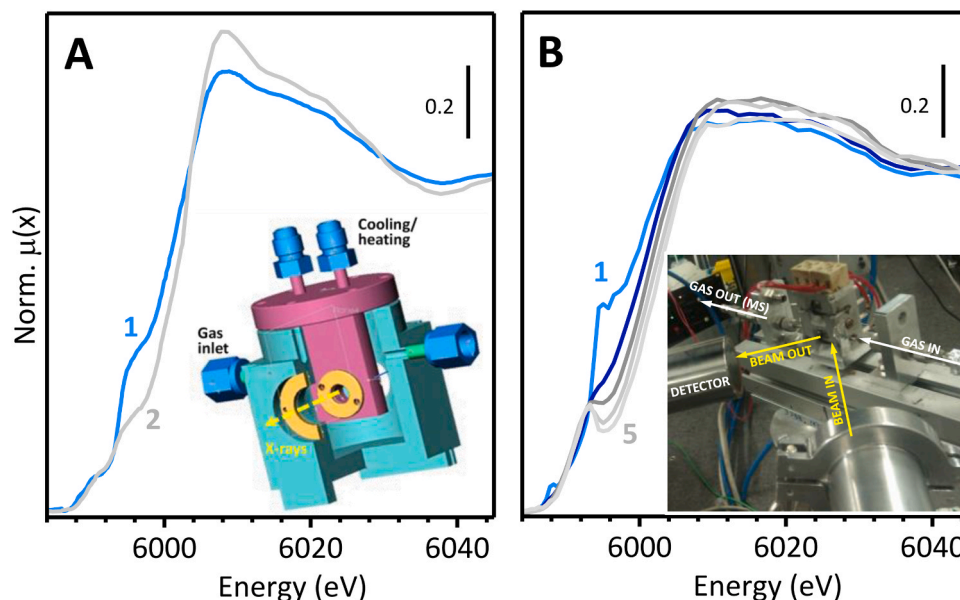 A
0.2
1
2
Cooling/
heating
Gas
inlet
X-rays
Norm. μ(x)
6000
6020
6040
Energy (eV)
B
0.2
1
5
GAS OUT (MS)
GAS IN
BEAM OUT
BEAM IN
DETECTOR
6000
6020
6040
Energy (eV)